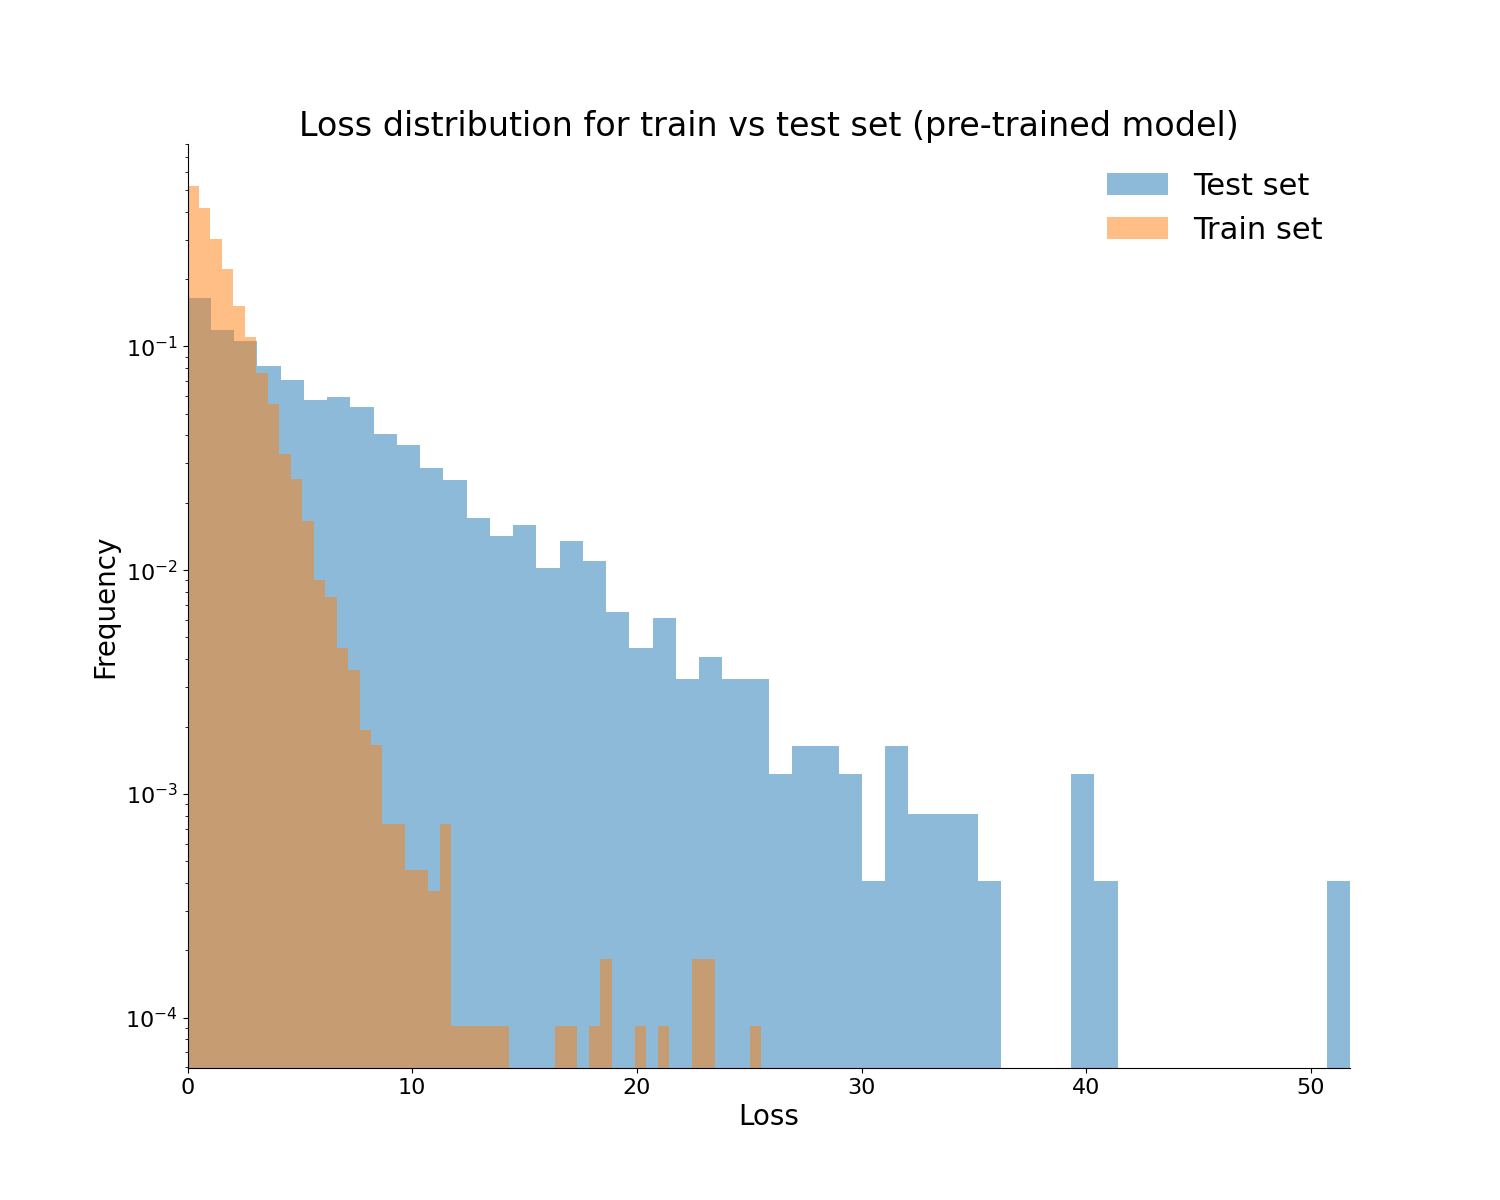 Loss distribution for train vs test set (pre-trained model)
Test set
Train set
10⁻¹
10⁻²
10⁻³
10⁻⁴
Frequency
0 10 20 30 40 50
Loss